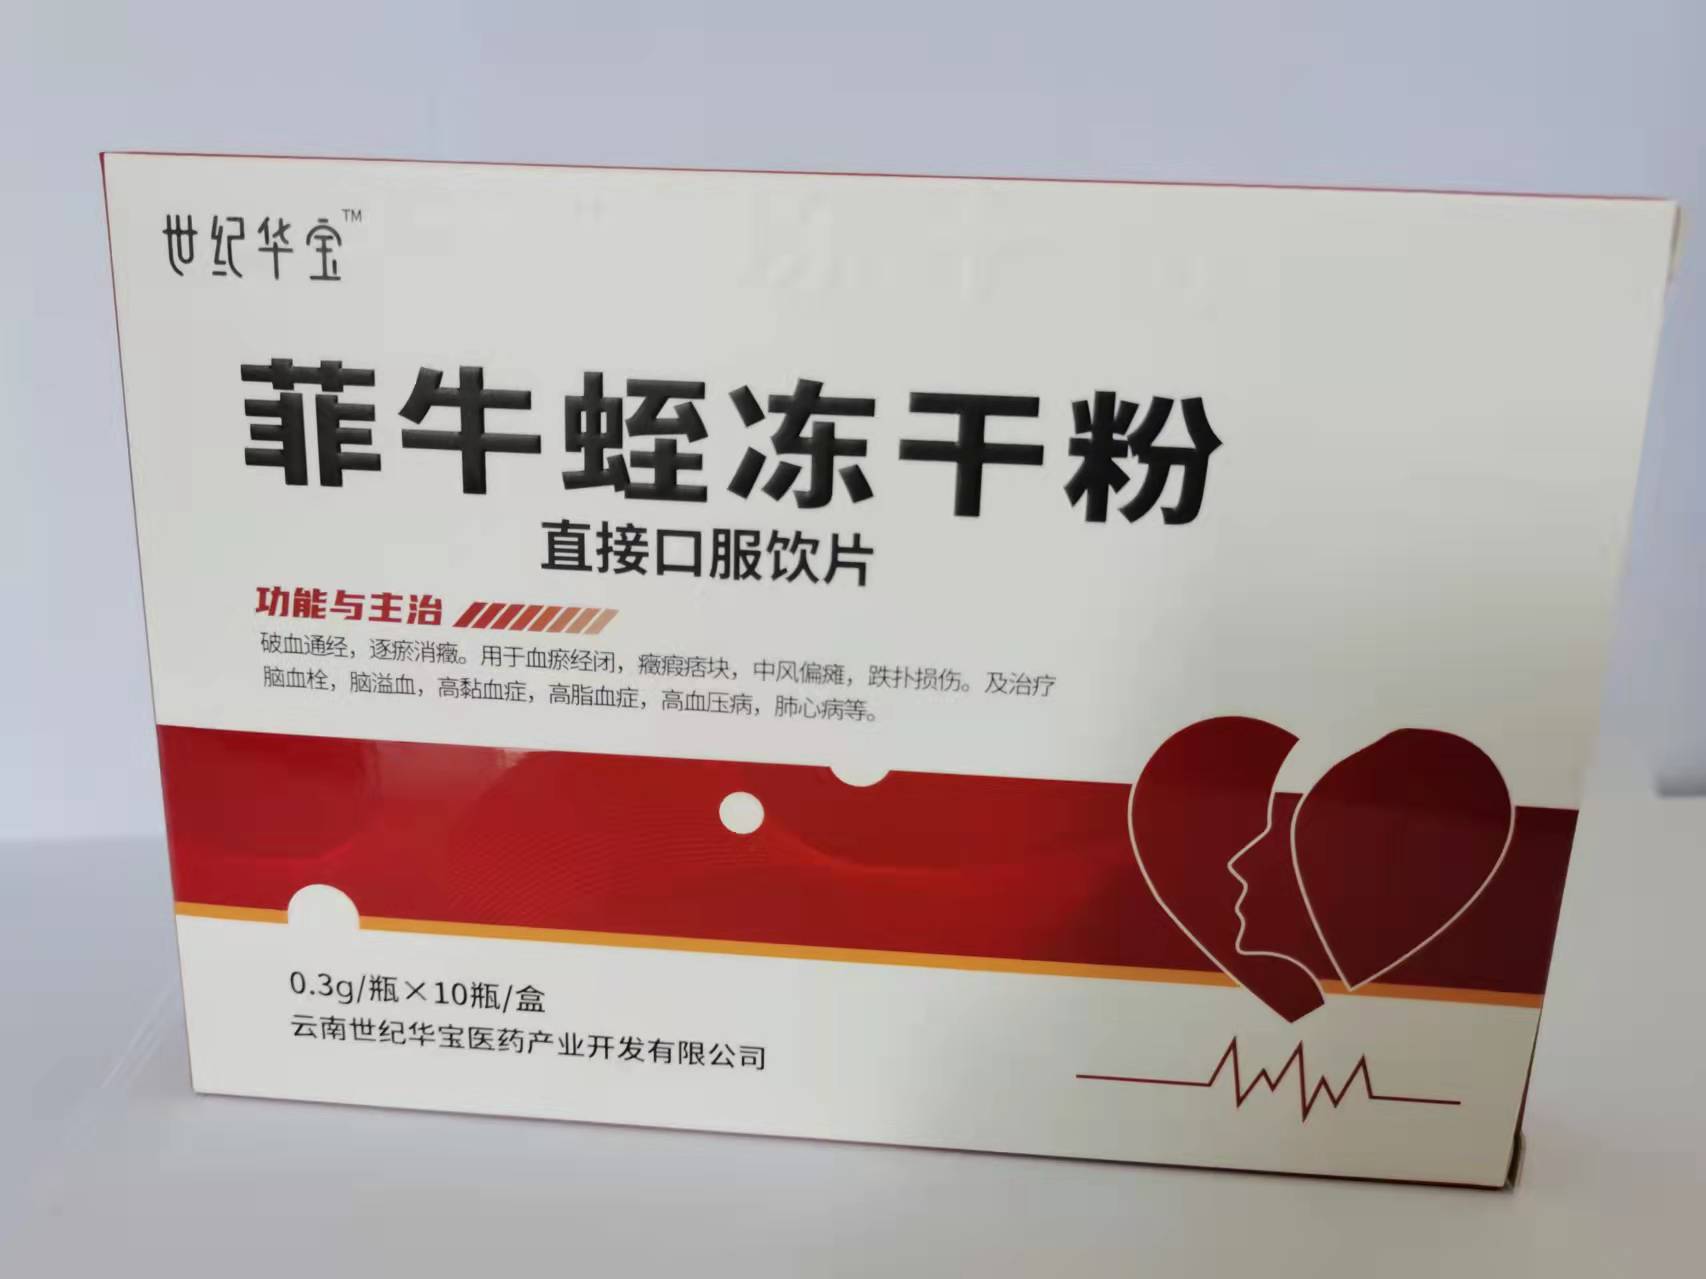 世纪华宝™
菲牛蛭冻干粉
直接口服饮片
功能与主治
破血通经，逐瘀消癥。用于血瘀经闭，癥瘕痞块，中风偏瘫，跌扑损伤。及治疗
脑血栓，脑溢血，高黏血症，高脂血症，高血压病，肺心病等。
0.3g/瓶×10瓶/盒
云南世纪华宝医药产业开发有限公司